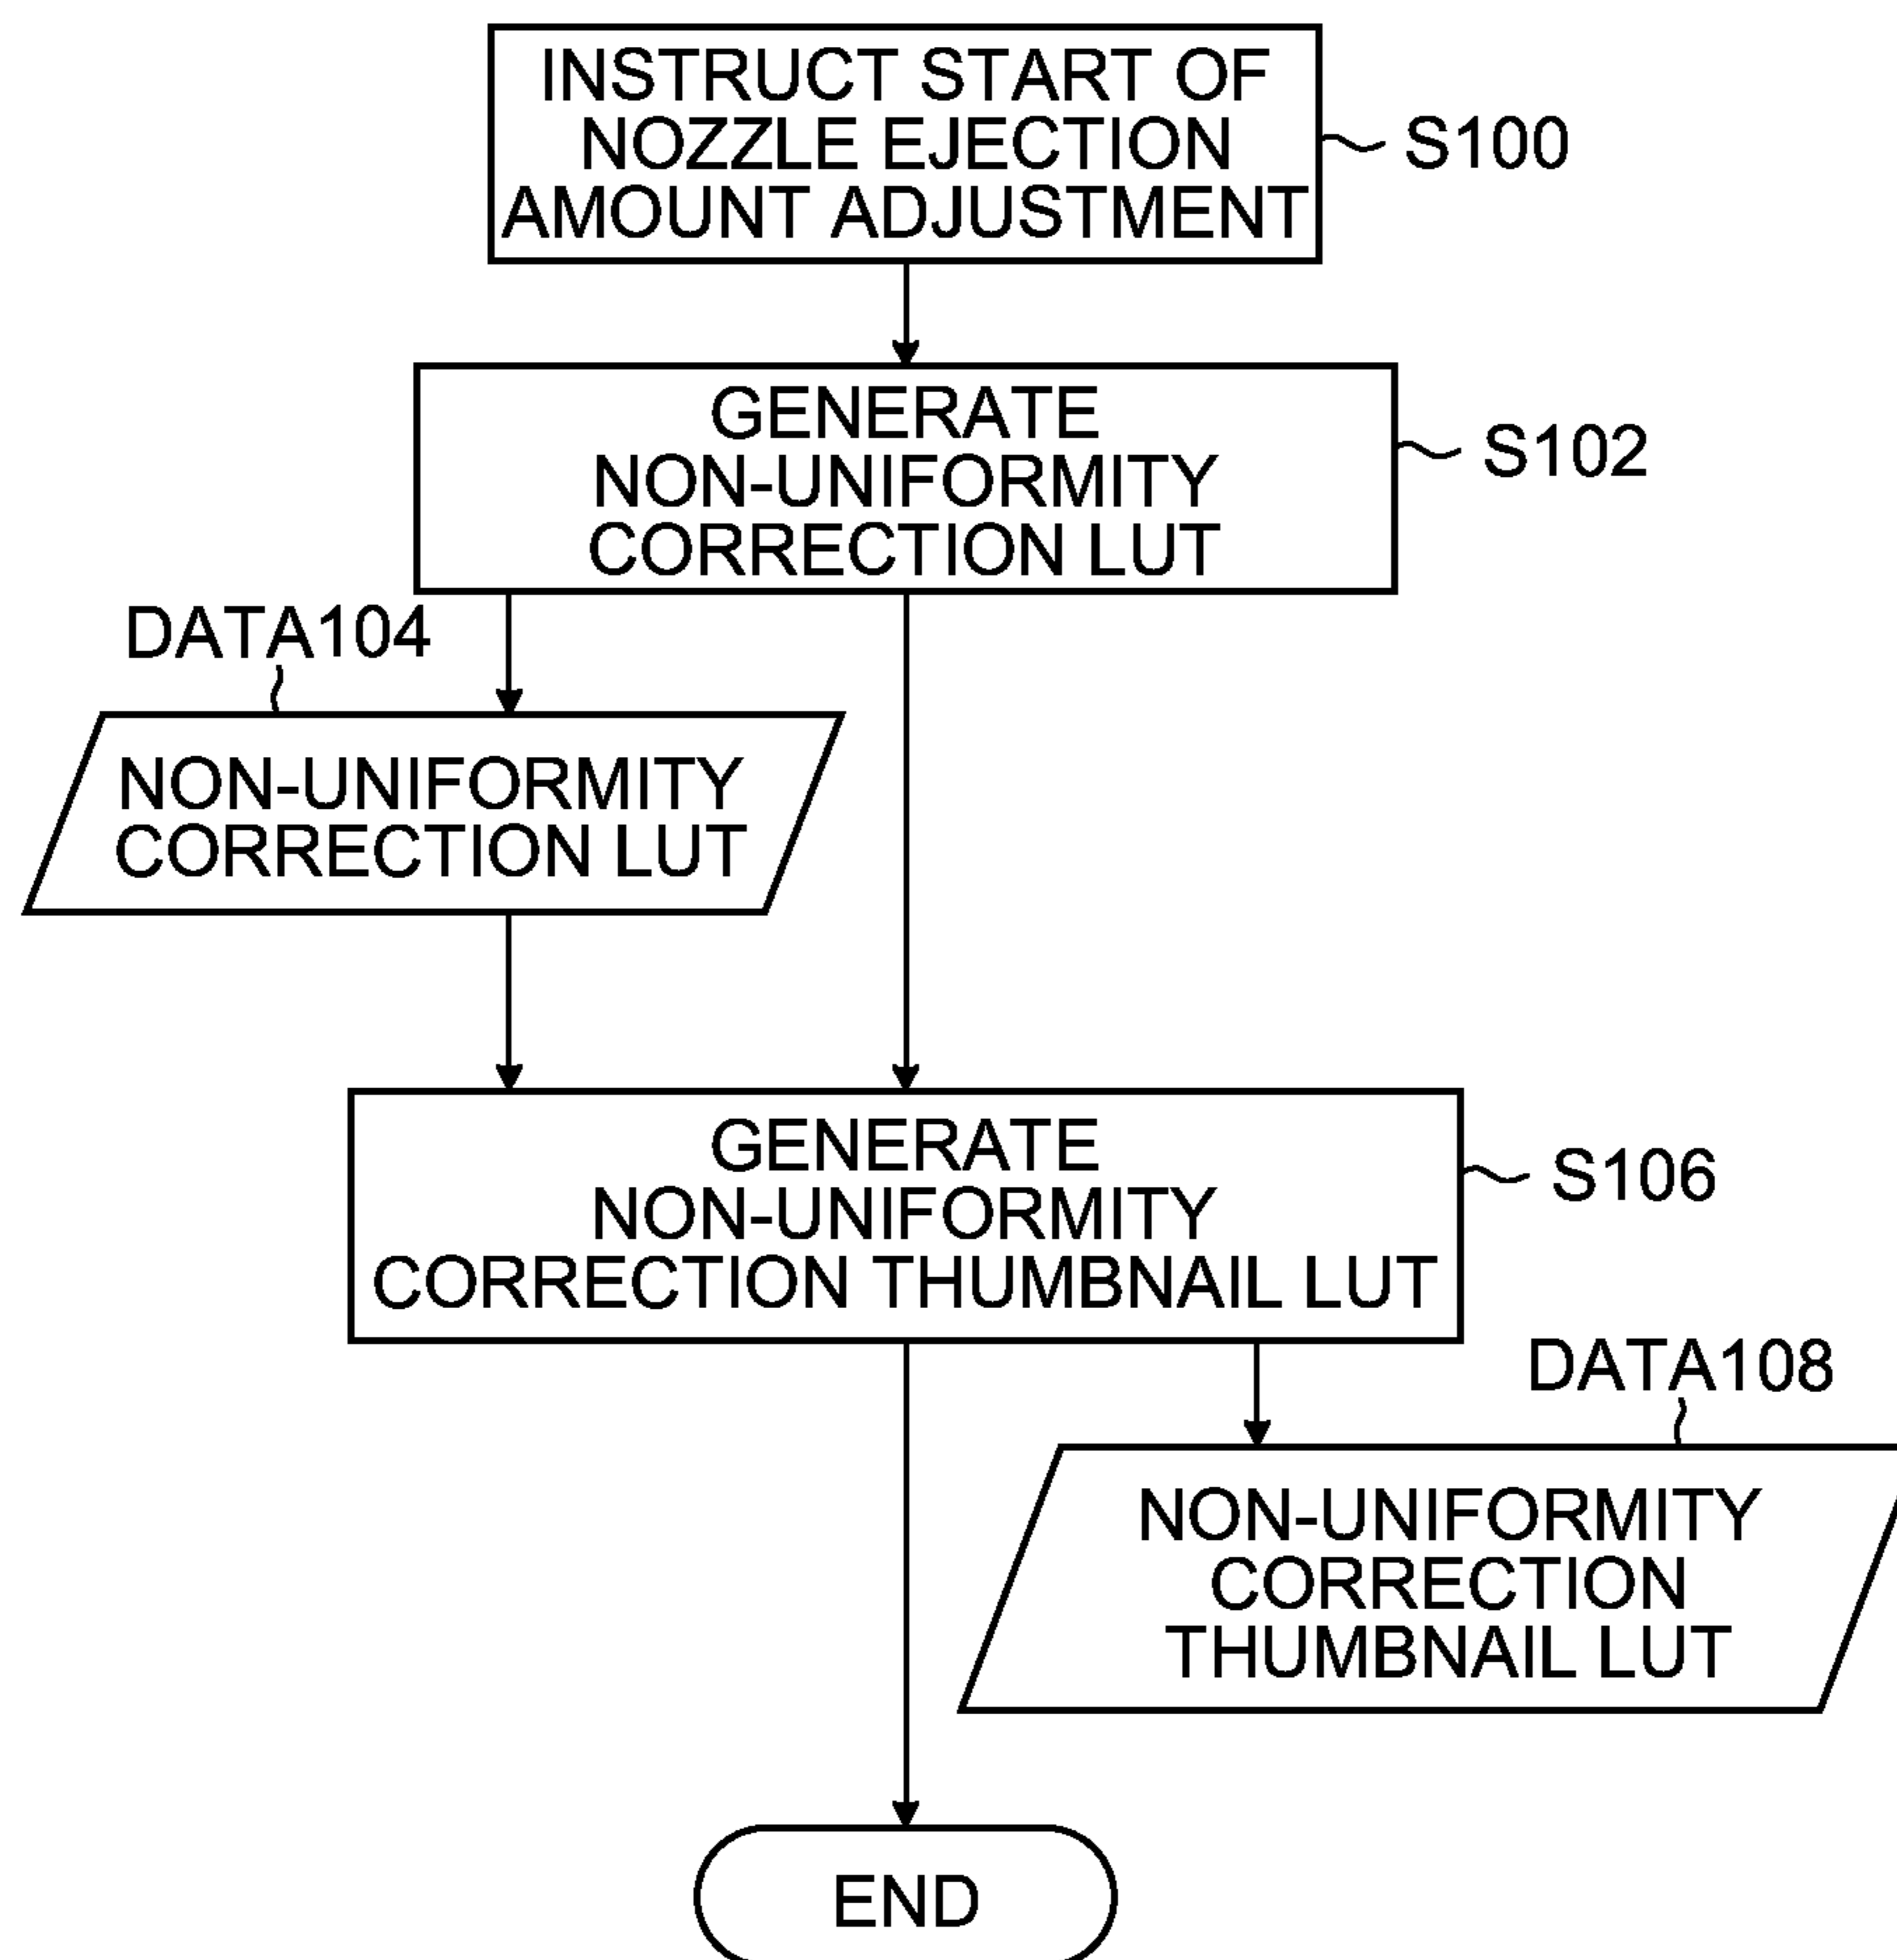 INSTRUCT START OF
NOZZLE EJECTION
AMOUNT ADJUSTMENT
S100
GENERATE
NON-UNIFORMITY
CORRECTION LUT
S102
DATA104
NON-UNIFORMITY
CORRECTION LUT
GENERATE
NON-UNIFORMITY
CORRECTION THUMBNAIL LUT
S106
DATA108
NON-UNIFORMITY
CORRECTION
THUMBNAIL LUT
END